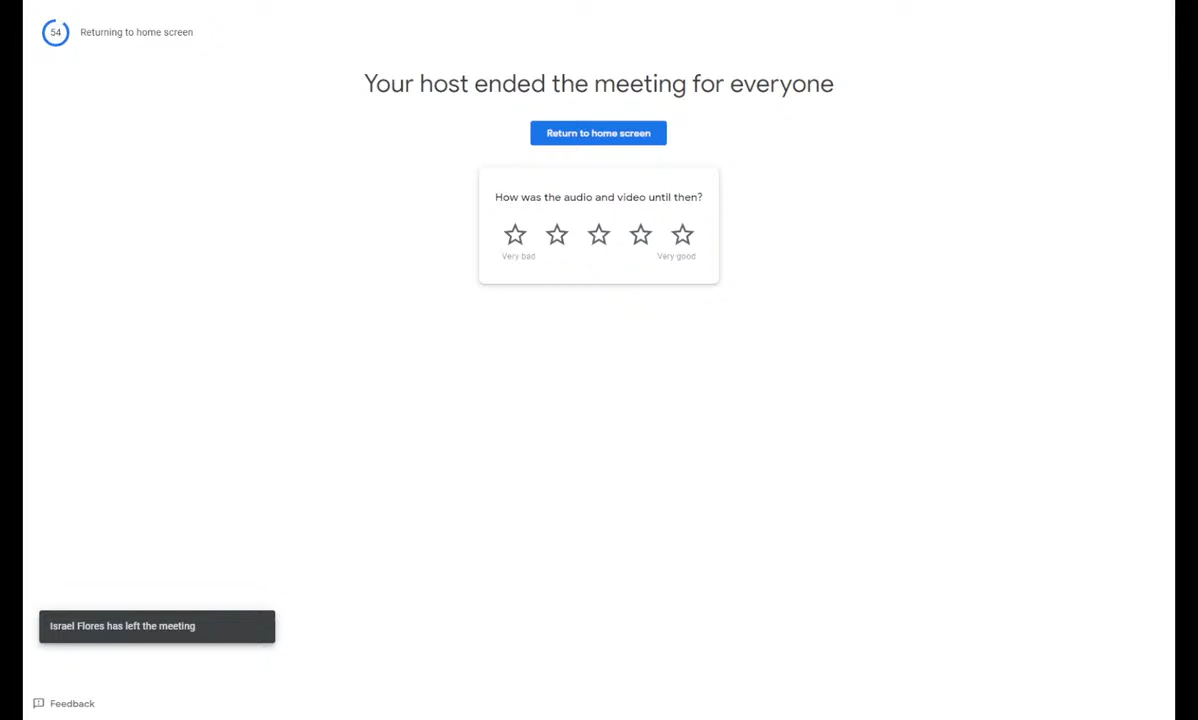 54 Returning to home screen
Your host ended the meeting for everyone
Return to home screen
How was the audio and video until then?
Very bad Very good
Israel Flores has left the meeting
Feedback